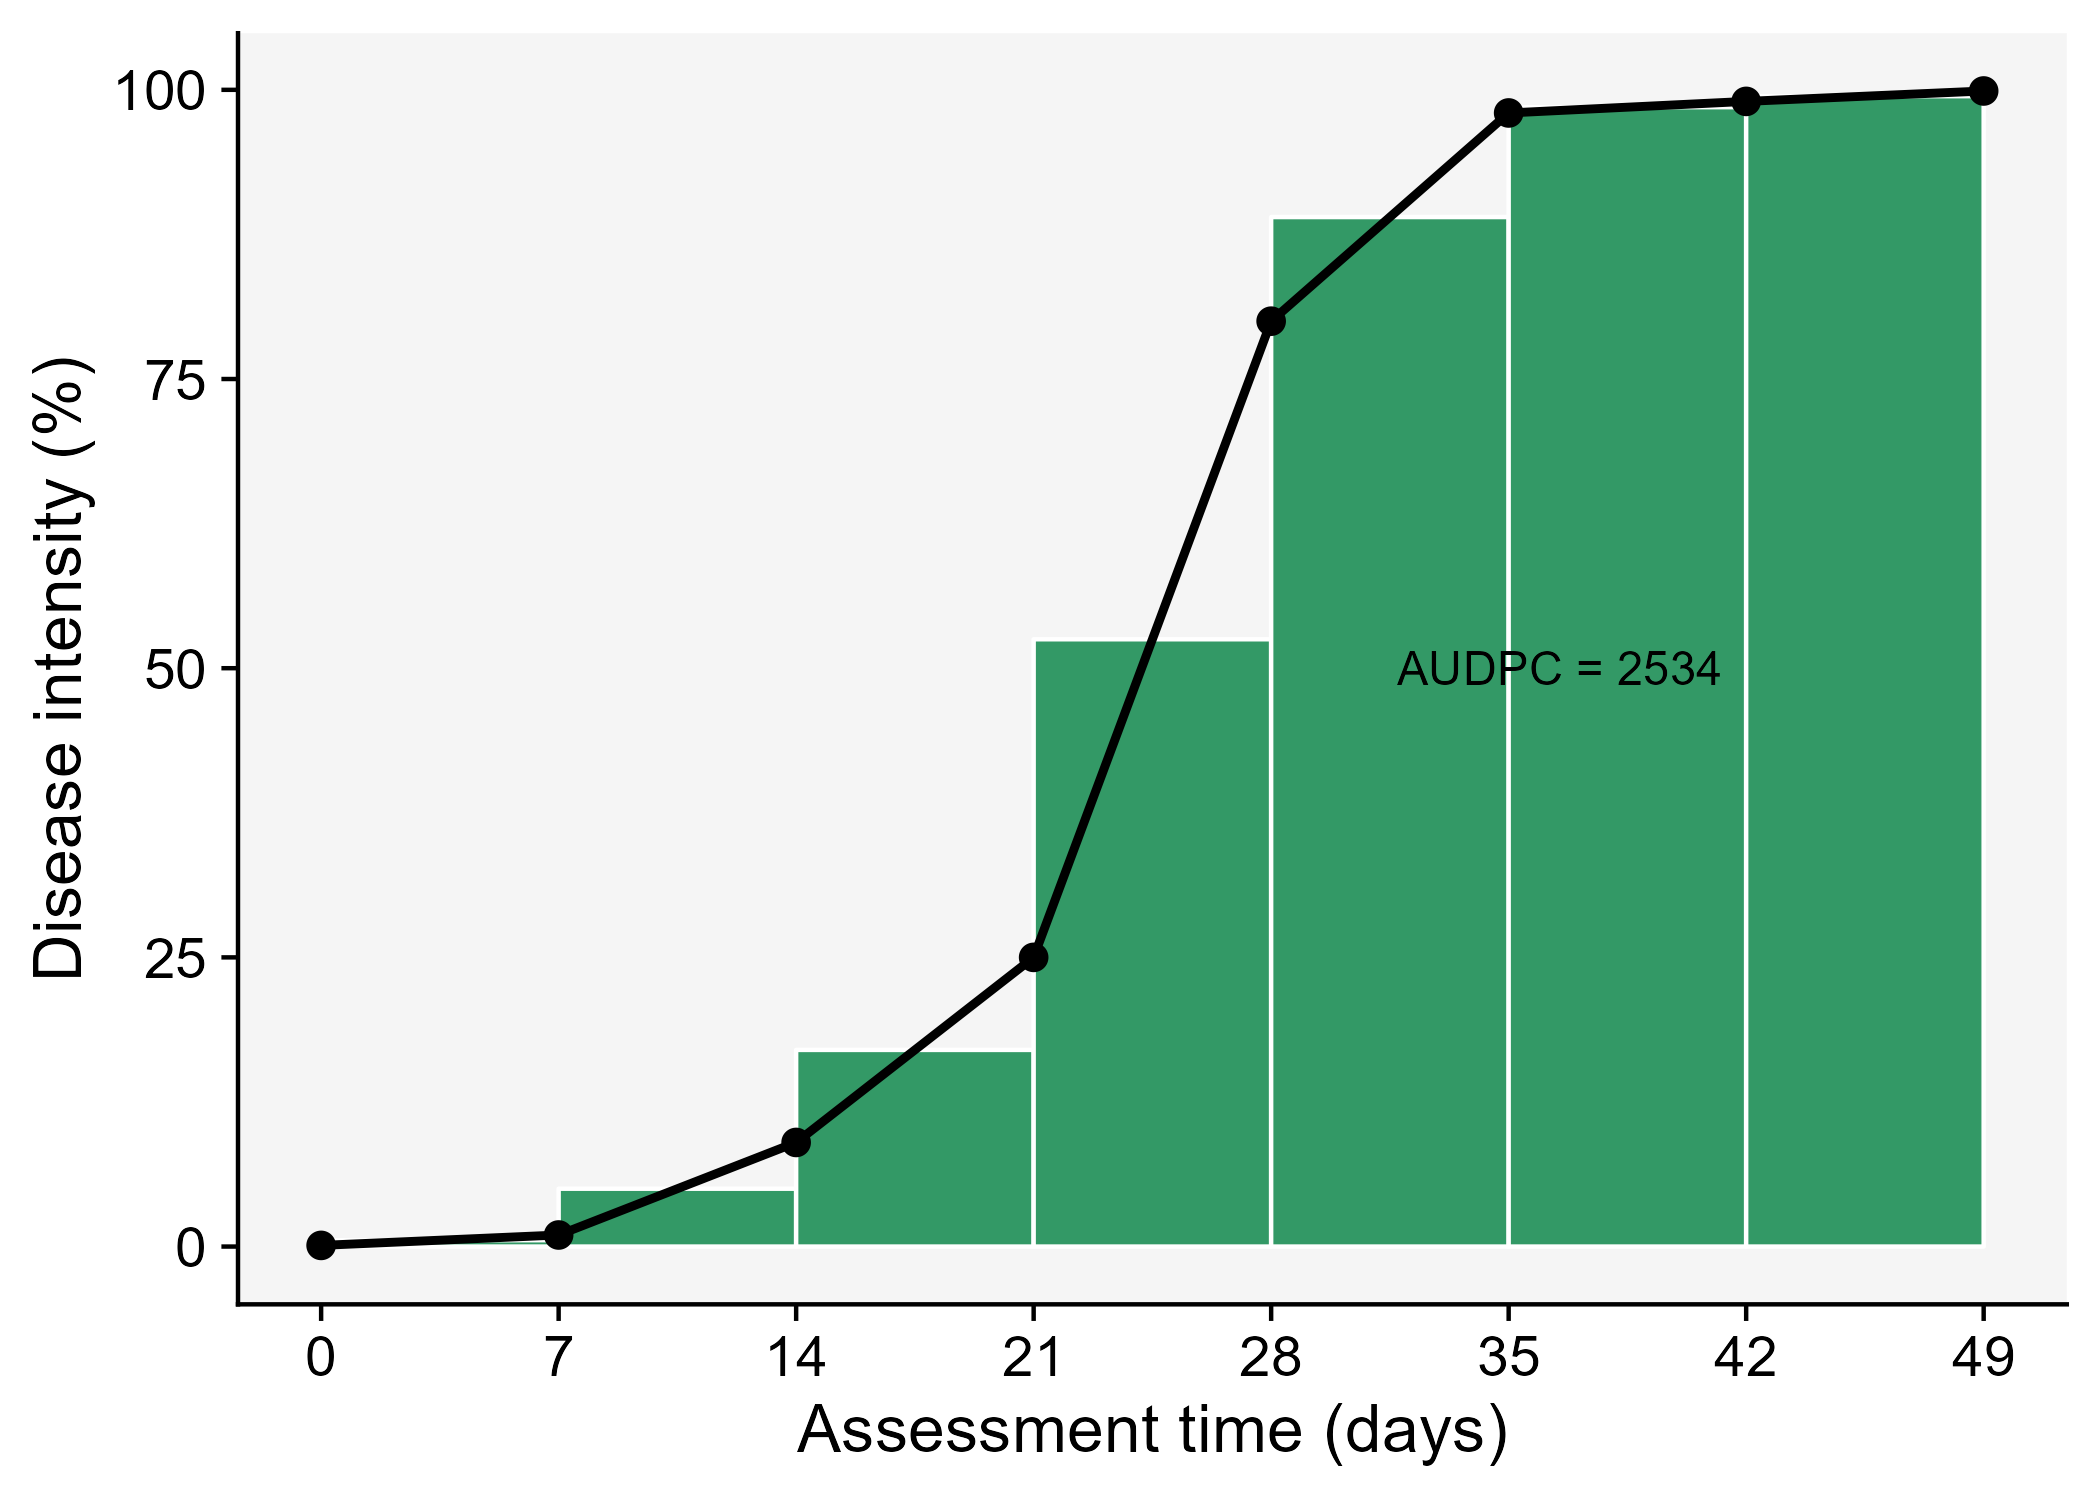 Disease intensity (%)
100
75
50
25
0
AUDPC = 2534
0 7 14 21 28 35 42 49
Assessment time (days)